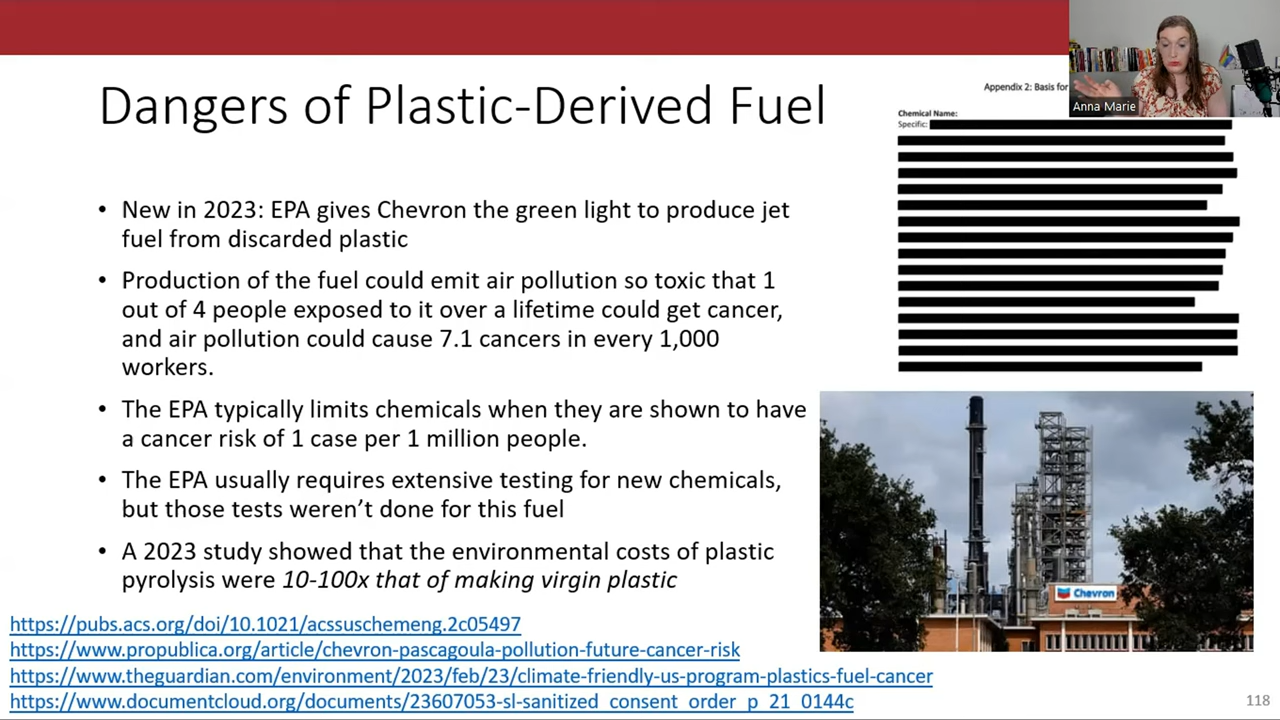 Dangers of Plastic-Derived Fuel
• New in 2023: EPA gives Chevron the green light to produce jet
fuel from discarded plastic
• Production of the fuel could emit air pollution so toxic that 1
out of 4 people exposed to it over a lifetime could get cancer,
and air pollution could cause 7.1 cancers in every 1,000
workers.
• The EPA typically limits chemicals when they are shown to have
a cancer risk of 1 case per 1 million people.
• The EPA usually requires extensive testing for new chemicals,
but those tests weren't done for this fuel
• A 2023 study showed that the environmental costs of plastic
pyrolysis were 10-100x that of making virgin plastic
https://pubs.acs.org/doi/10.1021/acssuschemeng.2c05497
https://www.propublica.org/article/chevron-pascagoula-pollution-future-cancer-risk
https://www.theguardian.com/environment/2023/feb/23/climate-friendly-us-program-plastics-fuel-cancer
https://www.documentcloud.org/documents/23607053-sl-sanitized_consent_order_p_21_0144c
Appendix 2: Basis for
Chemical Name:
Specific:
Anna Marie
Chevron
118